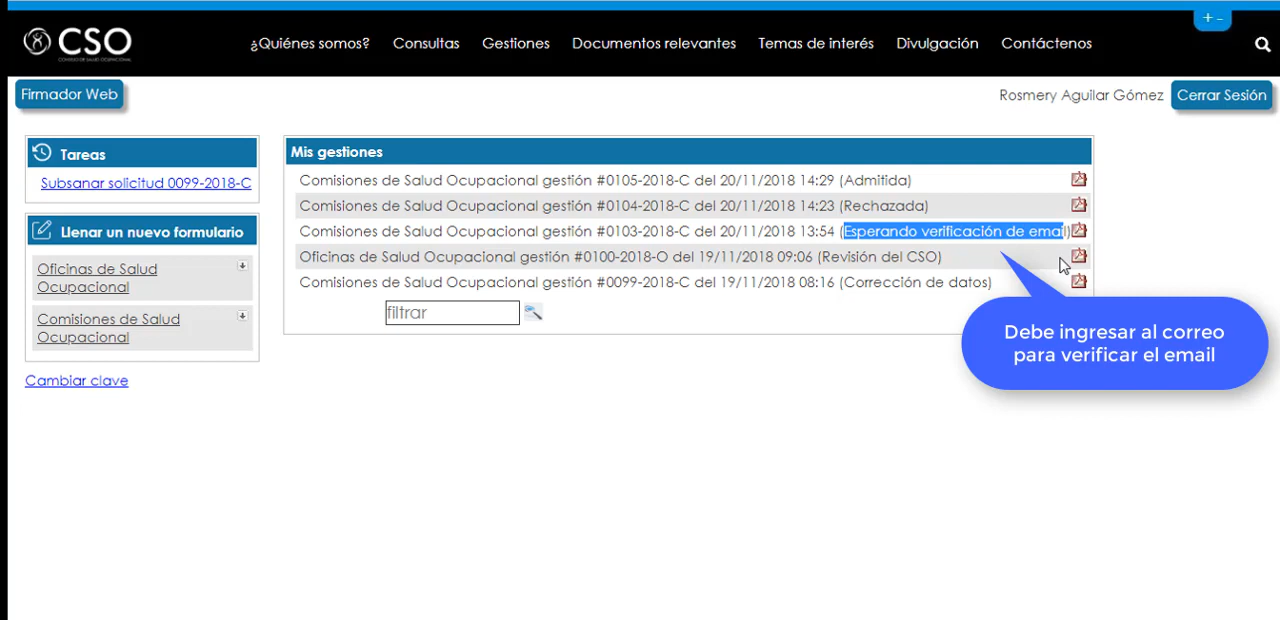 + -
CSO
¿Quiénes somos? Consultas Gestiones Documentos relevantes Temas de interés Divulgación Contáctenos
Firmador Web
Rosmery Aguilar Gómez Cerrar Sesión
Tareas
Subsanar solicitud 0099-2018-C
Llenar un nuevo formulario
Oficinas de Salud
Ocupacional
Comisiones de Salud
Ocupacional
Cambiar clave
Mis gestiones
Comisiones de Salud Ocupacional gestión #0105-2018-C del 20/11/2018 14:29 (Admitida)
Comisiones de Salud Ocupacional gestión #0104-2018-C del 20/11/2018 14:23 (Rechazada)
Comisiones de Salud Ocupacional gestión #0103-2018-C del 20/11/2018 13:54 (Esperando verificación de email)
Oficinas de Salud Ocupacional gestión #0100-2018-O del 19/11/2018 09:06 (Revisión del CSO)
Comisiones de Salud Ocupacional gestión #0099-2018-C del 19/11/2018 08:16 (Corrección de datos)
filtrar
Debe ingresar al correo
para verificar el email